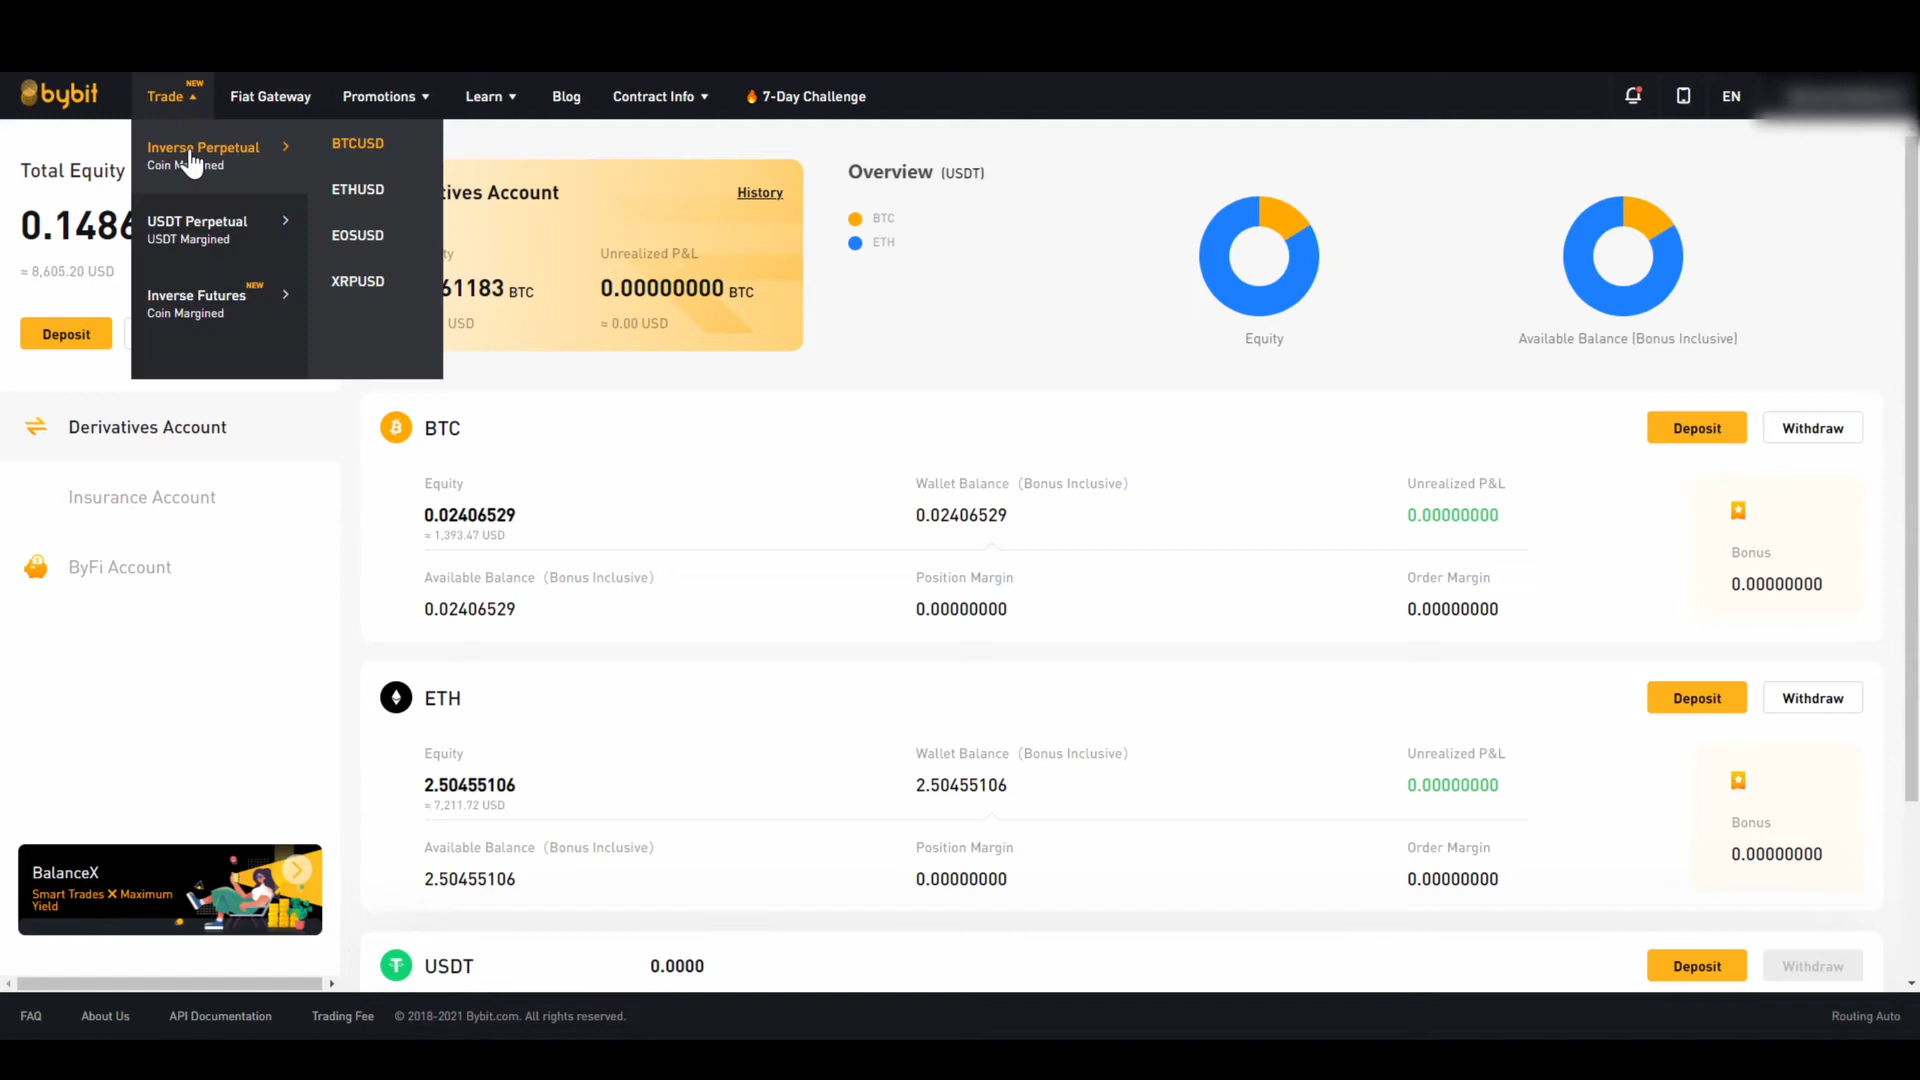 bybit
Trade NEW
Fiat Gateway
Promotions
Learn
Blog
Contract Info
7-Day Challenge
EN
Inverse Perpetual
Coin
BTCUSD
ETHUSD
EOSUSD
XRPUSD
USDT Perpetual
USDT Margined
Inverse Futures NEW
Coin Margined
Total Equity
0.1486
≈ 8,605.20 USD
Deposit
Account
History
61183 BTC
USD
Unrealized P&L
0.00000000 BTC
≈ 0.00 USD
Overview (USDT)
BTC
ETH
Equity
Available Balance (Bonus Inclusive)
Derivatives Account
Insurance Account
ByFi Account
BalanceX
Smart Trades X Maximum
Yield
BTC
Deposit
Withdraw
Equity
Wallet Balance (Bonus Inclusive)
Unrealized P&L
0.02406529
≈ 1,393.47 USD
0.02406529
0.00000000
Available Balance (Bonus Inclusive)
Position Margin
Order Margin
0.02406529
0.00000000
0.00000000
Bonus
0.00000000
ETH
Deposit
Withdraw
Equity
Wallet Balance (Bonus Inclusive)
Unrealized P&L
2.50455106
≈ 7,211.72 USD
2.50455106
0.00000000
Available Balance (Bonus Inclusive)
Position Margin
Order Margin
2.50455106
0.00000000
0.00000000
Bonus
0.00000000
USDT
0.0000
Deposit
Withdraw
FAQ
About Us
API Documentation
Trading Fee
© 2018-2021 Bybit.com. All rights reserved.
Routing Auto